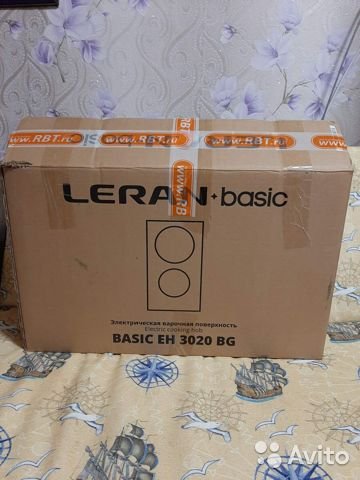 www.RBT.ru www.RBT.ru www.RBT.ru
www.RB
LERAN basic
Электрическая варочная поверхность
Electric cooking hob
BASIC EH 3020 BG
www.
Avito